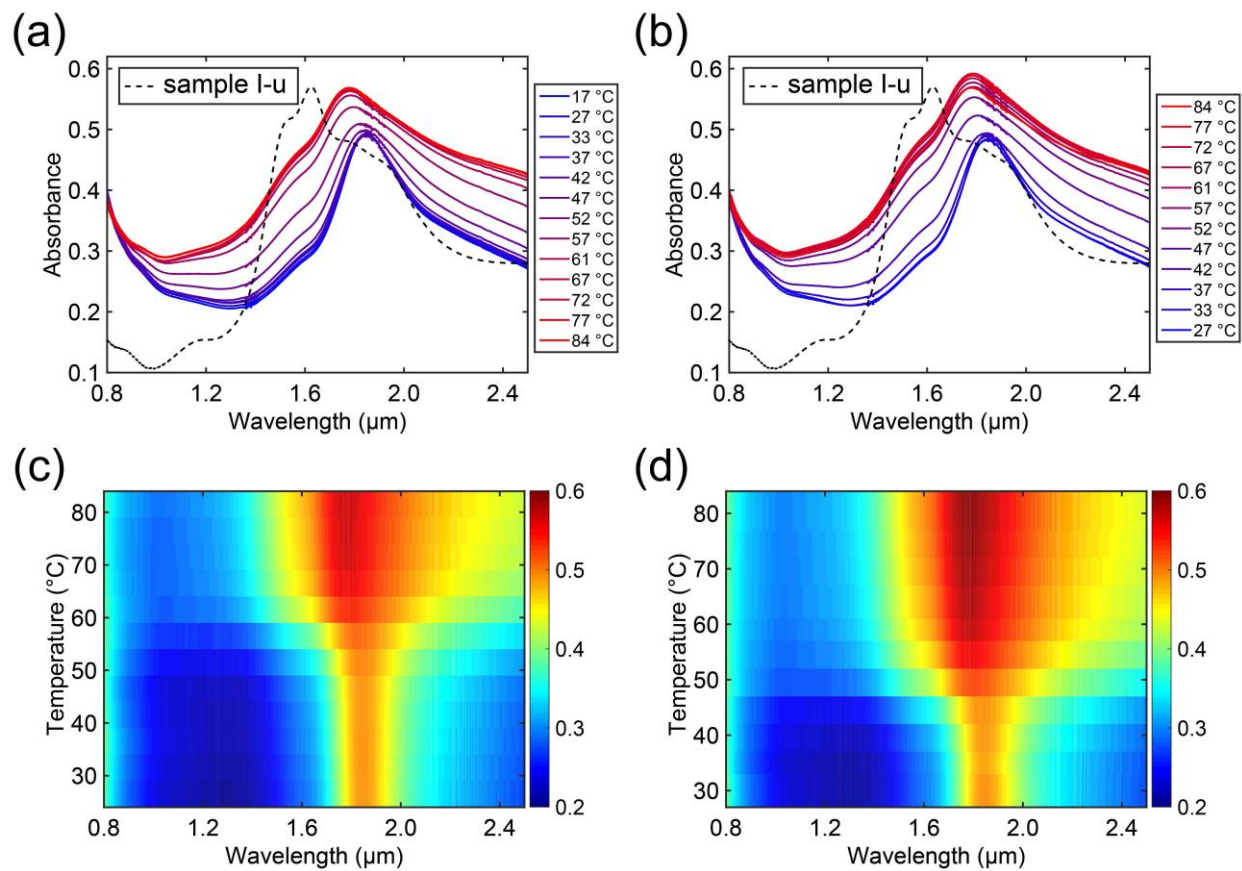 (a)
(b)
0.6
0.5
0.4
0.3
0.2
0.1
Absorbance
sample I-u
17 °C
27 °C
33 °C
37 °C
42 °C
47 °C
52 °C
57 °C
61 °C
67 °C
72 °C
77 °C
84 °C
0.8
1.2
1.6
2.0
2.4
Wavelength (μm)
0.6
0.5
0.4
0.3
0.2
0.1
Absorbance
sample I-u
84 °C
77 °C
72 °C
67 °C
61 °C
57 °C
52 °C
47 °C
42 °C
37 °C
33 °C
27 °C
0.8
1.2
1.6
2.0
2.4
Wavelength (μm)
(c)
(d)
80
70
60
50
40
30
Temperature (°C)
0.8
1.2
1.6
2.0
2.4
Wavelength (μm)
0.6
0.5
0.4
0.3
0.2
80
70
60
50
40
30
Temperature (°C)
0.8
1.2
1.6
2.0
2.4
Wavelength (μm)
0.6
0.5
0.4
0.3
0.2